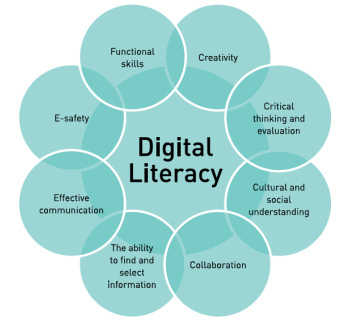 Digital
Literacy
Functional
skills
Creativity
Critical
thinking and
evaluation
Cultural and
social
understanding
Collaboration
The ability
to find and
select
information
Effective
communication
E-safety